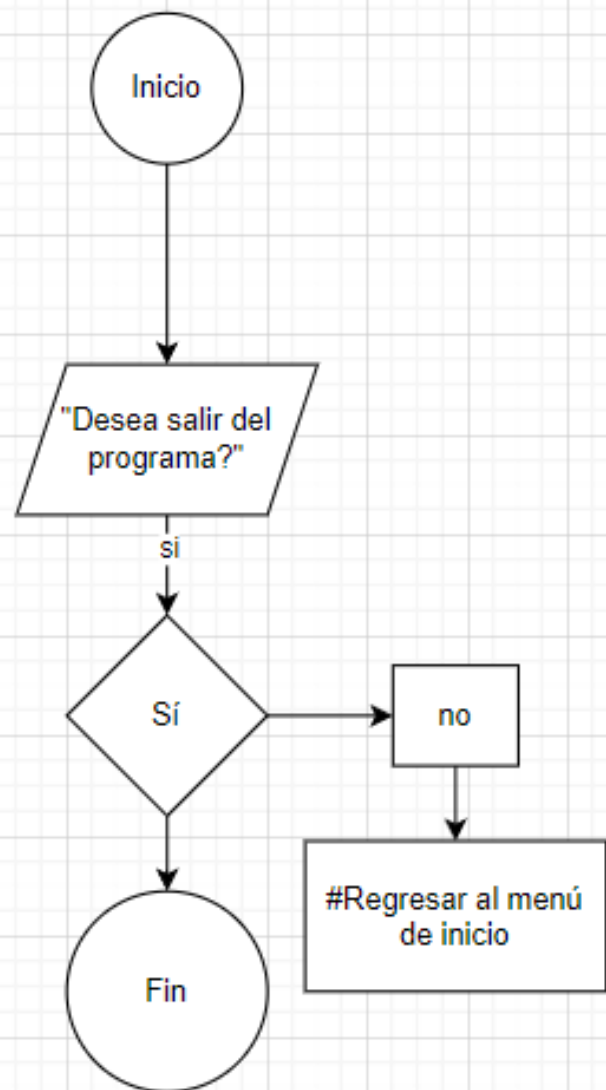 Inicio
"Desea salir del
programa?"
si
Sí
no
#Regresar al menú
de inicio
Fin